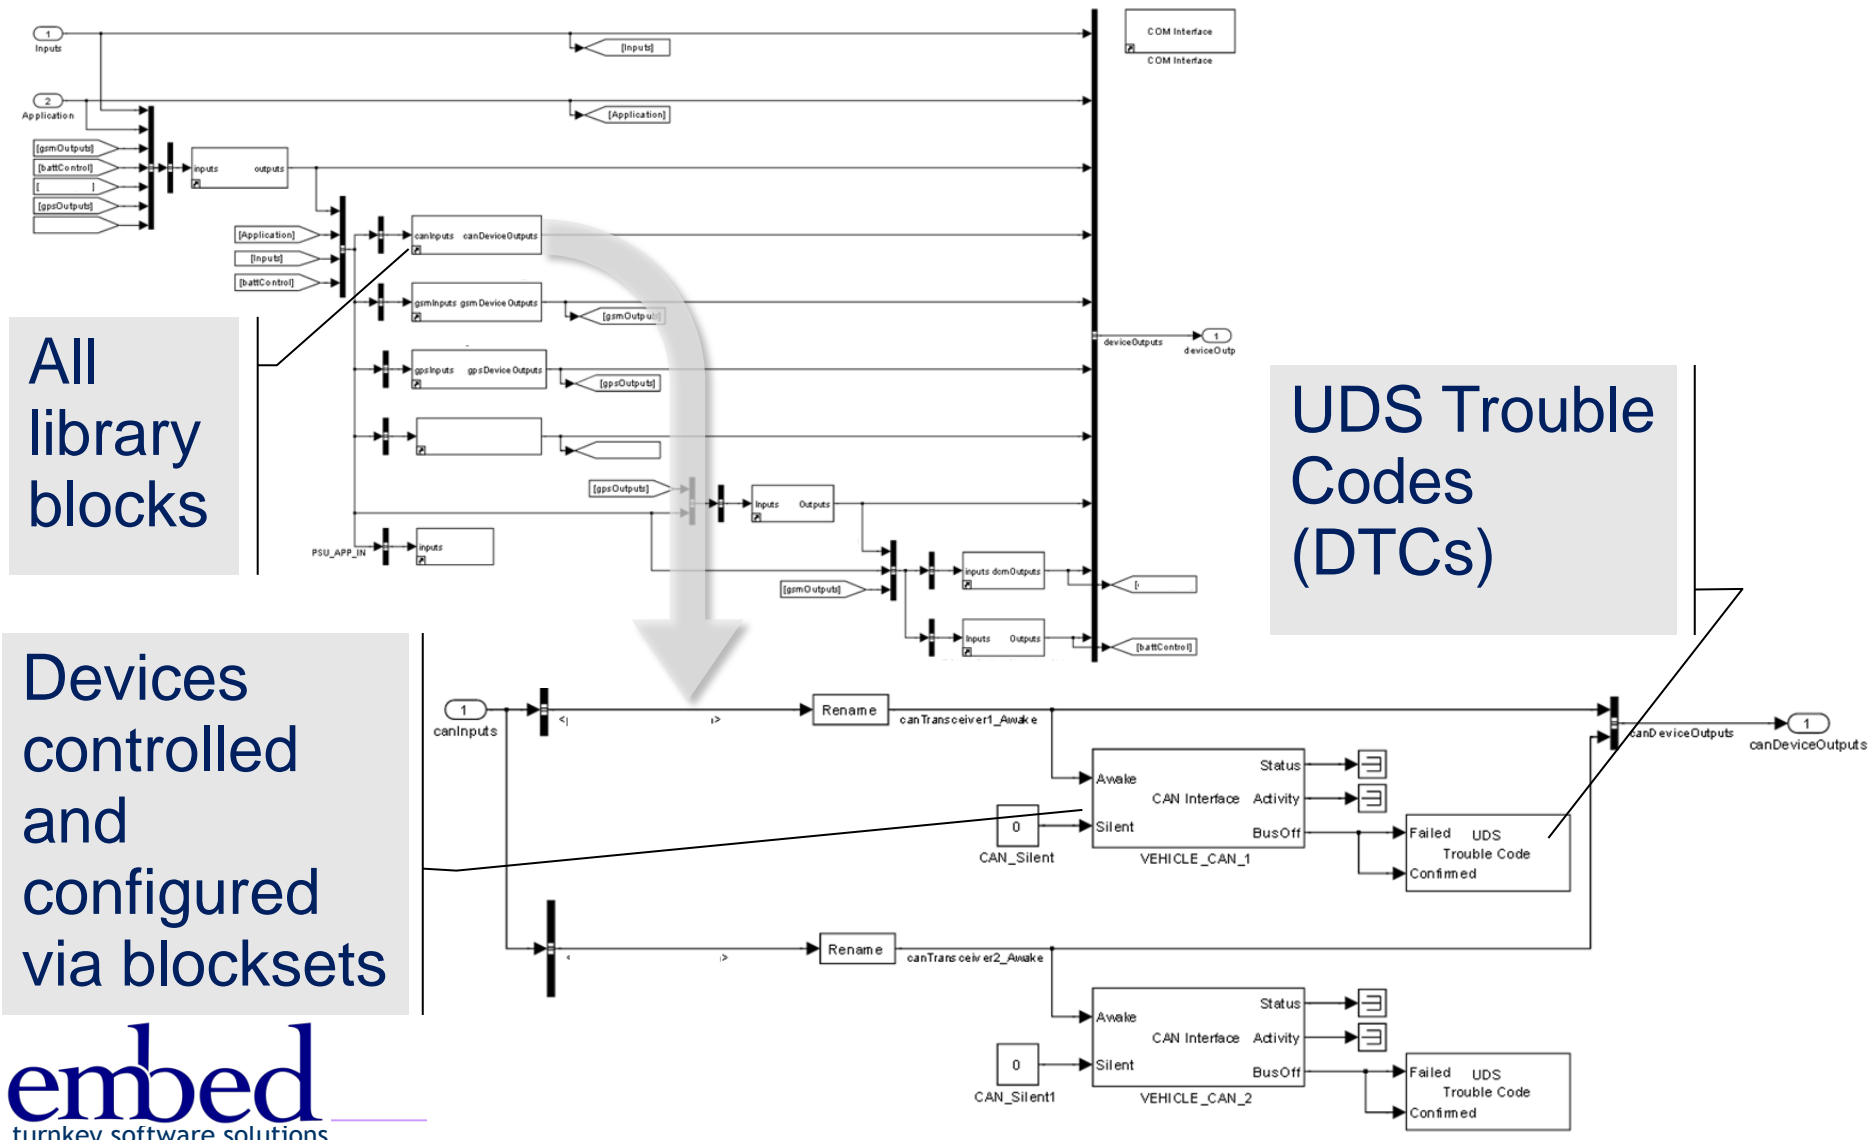 1
Inputs
[Inputs]
COM Interface
COM Interface
2
Application
[Application]
[gsmOutputs]
[battControl]
[ ]
[gpsOutputs]
inputs outputs
[Application]
[Inputs]
[battControl]
canInputs canDeviceOutputs
gsmInputs gsmDeviceOutputs
[gsmOutputs]
deviceOutputs
1
deviceOutp
gpsInputs gpsDeviceOutputs
[gpsOutputs]
[gpsOutputs]
Inputs Outputs
PSU_APP_IN
inputs
[gsmOutputs]
inputs dcmOutputs
[
Inputs Outputs
[battControl]
All
library
blocks
UDS Trouble
Codes
(DTCs)
Devices
controlled
and
configured
via blocksets
1
canInputs
Rename
canTransceiver1_Awake
canDeviceOutputs
1
canDeviceOutputs
Awake
Silent
CAN Interface
Status
Activity
BusOff
VEHICLE_CAN_1
0
CAN_Silent
Failed
Confirmed
UDS
Trouble Code
Rename
canTransceiver2_Awake
Awake
Silent
CAN Interface
Status
Activity
BusOff
VEHICLE_CAN_2
0
CAN_Silent1
Failed
Confirmed
UDS
Trouble Code
embed
turnkey software solutions